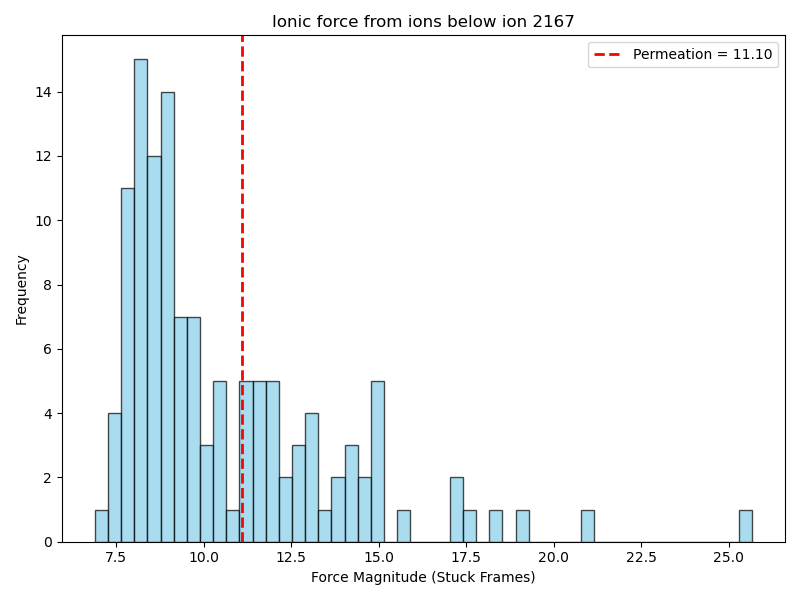 Ionic force from ions below ion 2167
Permeation = 11.10
Frequency
14
12
10
8
6
4
2
0
7.5 10.0 12.5 15.0 17.5 20.0 22.5 25.0
Force Magnitude (Stuck Frames)